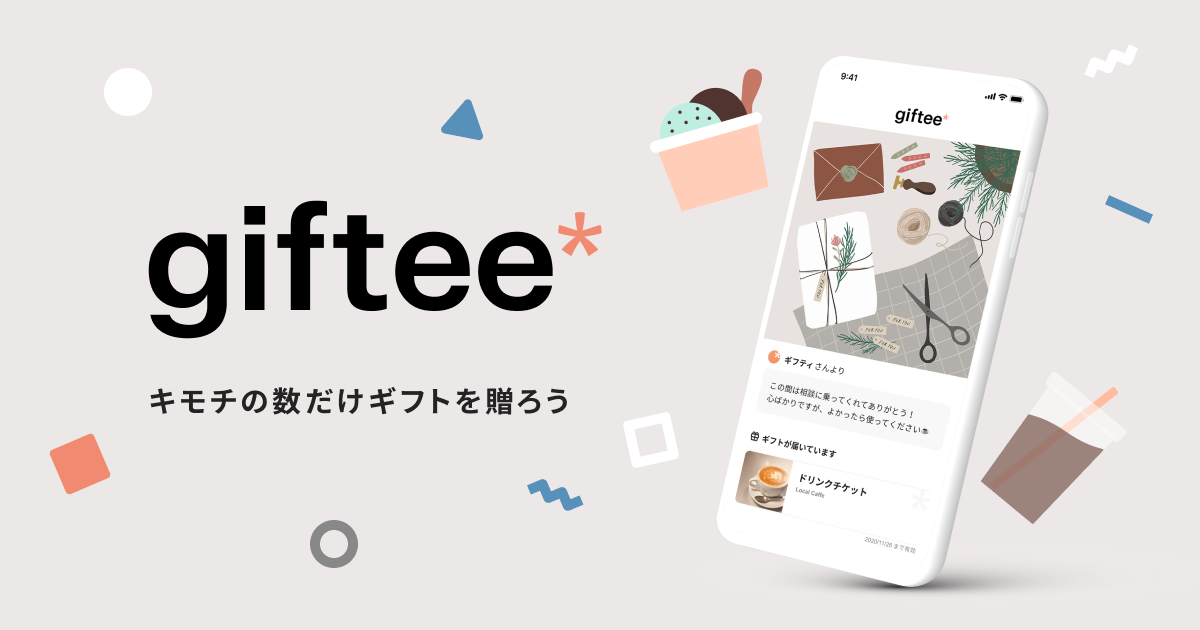 giftee*
キモチの数だけギフトを贈ろう
9:41
giftee*
FOR YOU
FOR YOU
FOR YOU
FOR YOU
ギフティ さんより
この間は相談に乗ってくれてありがとう！
心ばかりですが、よかったら使ってください☕
ギフトが届いています
ドリンクチケット
Local Caffe
2020/11/28 まで有効